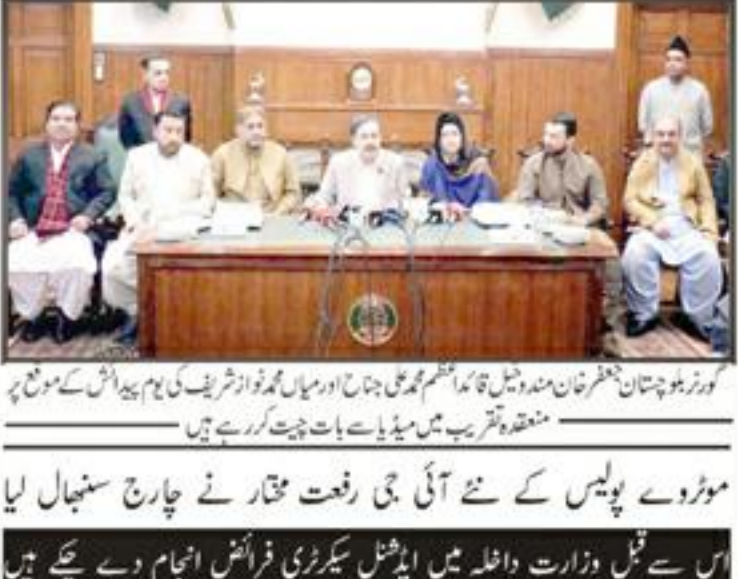 گورنر بلوچستان جعفر خان مندوخیل قائداعظم محمد علی جناح اور میاں محمد نواز شریف کی یوم پیدائش کے موقع پر
منعقدہ تقریب میں میڈیا سے بات چیت کر رہے ہیں
موٹروے پولیس کے نئے آئی جی رفعت مختار نے چارج سنبھال لیا
اس سے قبل وزارت داخلہ میں ایڈشنل سیکرٹری فرائض انجام دے چکے ہیں